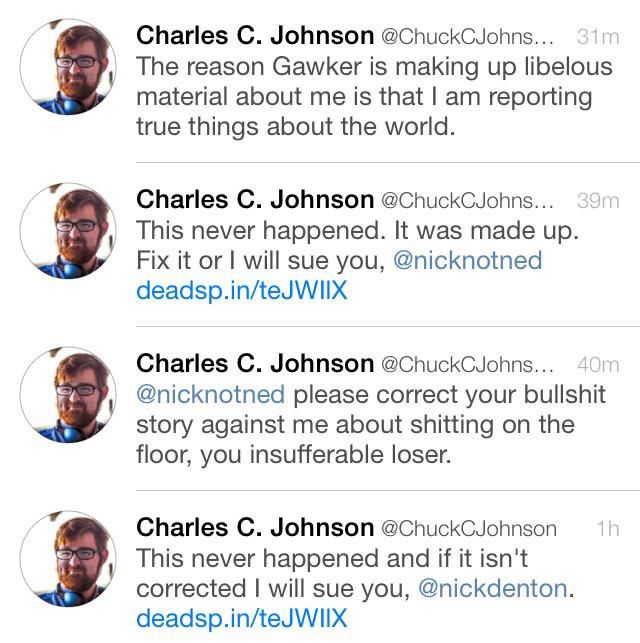 Charles C. Johnson @ChuckCJohns... 31m
The reason Gawker is making up libelous
material about me is that I am reporting
true things about the world.
Charles C. Johnson @ChuckCJohns... 39m
This never happened. It was made up.
Fix it or I will sue you, @nicknotned
deadsp.in/teJWIIX
Charles C. Johnson @ChuckCJohns... 40m
@nicknotned please correct your bullshit
story against me about shitting on the
floor, you insufferable loser.
Charles C. Johnson @ChuckCJohnson 1h
This never happened and if it isn't
corrected I will sue you, @nickdenton.
deadsp.in/teJWIIX